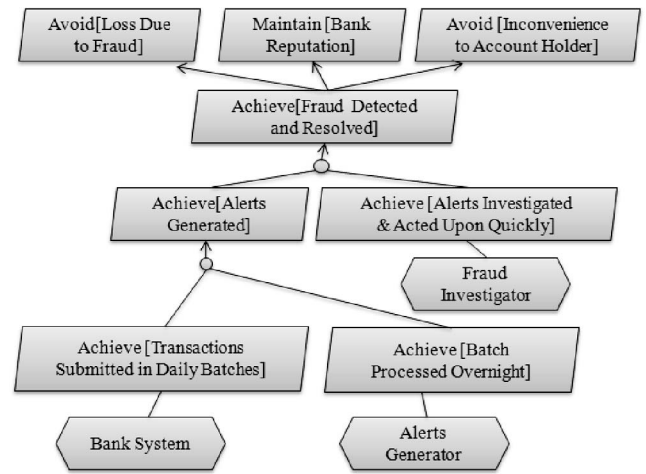 Avoid[Loss Due
to Fraud]
Maintain [Bank
Reputation]
Avoid [Inconvenience
to Account Holder]
Achieve[Fraud Detected
and Resolved]
Achieve[Alerts
Generated]
Achieve [Alerts Investigated
& Acted Upon Quickly]
Fraud
Investigator
Achieve [Transactions
Submitted in Daily Batches]
Achieve [Batch
Processed Overnight]
Bank System
Alerts
Generator